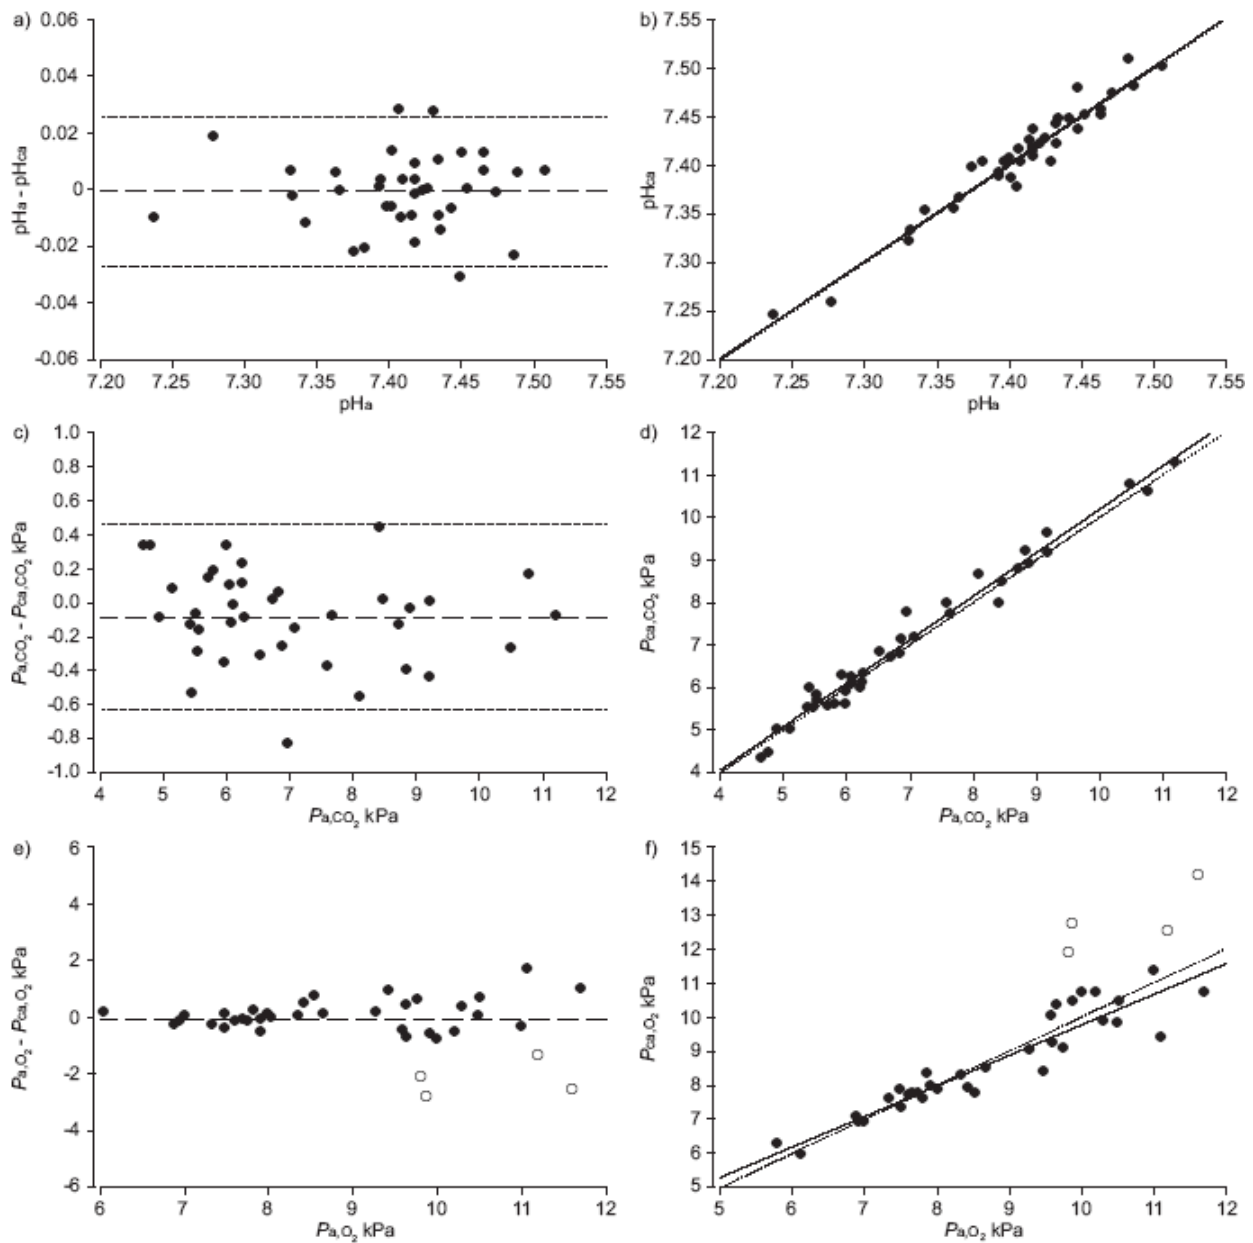 a) 0.06
0.04
0.02
0
-0.02
-0.04
-0.06
pHa - pHca
7.20 7.25 7.30 7.35 7.40 7.45 7.50 7.55
pHa
b) 7.55
7.50
7.45
7.40
7.35
7.30
7.25
7.20
pHca
7.20 7.25 7.30 7.35 7.40 7.45 7.50 7.55
pHa
c) 1.0
0.8
0.6
0.4
0.2
0.0
-0.2
-0.4
-0.6
-0.8
-1.0
Pa,CO2 - Pca,CO2 kPa
4 5 6 7 8 9 10 11 12
Pa,CO2 kPa
d) 12
11
10
9
8
7
6
5
4
Pca,CO2 kPa
4 5 6 7 8 9 10 11 12
Pa,CO2 kPa
e) 6
4
2
0
-2
-4
-6
Pa,O2 - Pca,O2 kPa
6 7 8 9 10 11 12
Pa,O2 kPa
f) 15
14
13
12
11
10
9
8
7
6
5
Pca,O2 kPa
5 6 7 8 9 10 11 12
Pa,O2 kPa